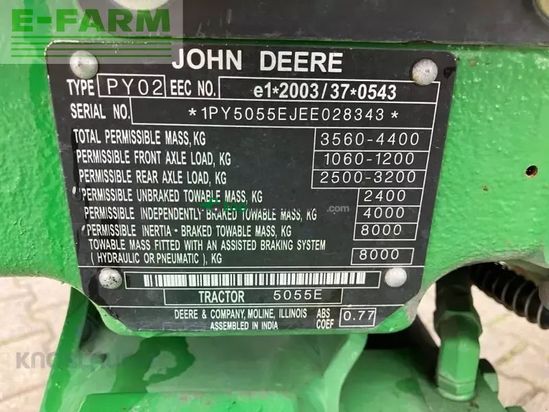 E-FARM
JOHN DEERE
TYPE PY02 EEC NO. e1*2003/37*0543
SERIAL NO. *1PY5055EJEE028343*
TOTAL PERMISSIBLE MASS, KG 3560-4400
PERMISSIBLE FRONT AXLE LOAD, KG 1060-1200
PERMISSIBLE REAR AXLE LOAD, KG 2500-3200
PERMISSIBLE UNBRAKED TOWABLE MASS, KG 2400
PERMISSIBLE INDEPENDENTLY BRAKED TOWABLE MASS, KG 4000
PERMISSIBLE INERTIA - BRAKED TOWABLE MASS, KG 8000
TOWABLE MASS FITTED WITH AN ASSISTED BRAKING SYSTEM
(HYDRAULIC OR PNEUMATIC), KG 8000
TRACTOR 5055E
DEERE & COMPANY, MOLINE, ILLINOIS ABS 0.77
ASSEMBLED IN INDIA COEF